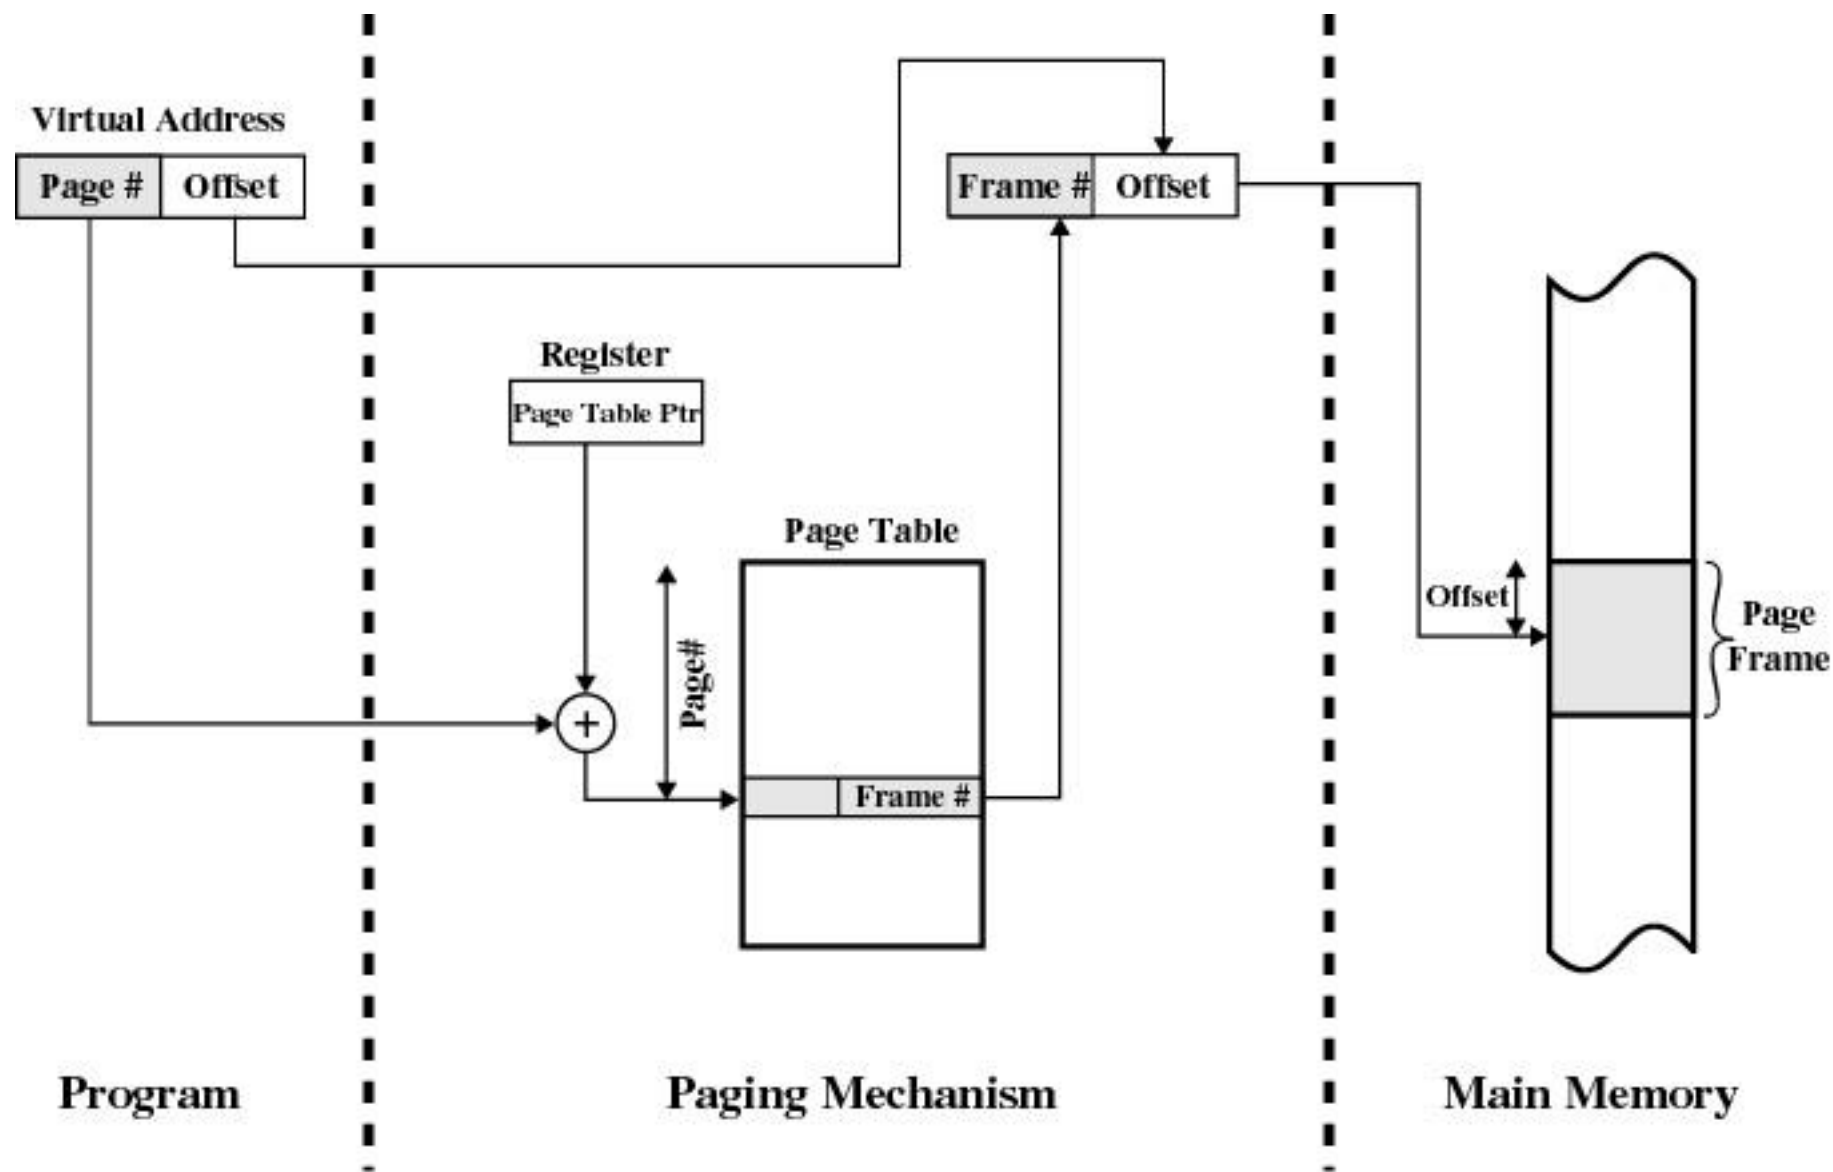 Virtual Address
Page # Offset
Frame # Offset
Register
Page Table Ptr
Page Table
Page#
+
Frame #
Offset
Page
Frame
Program
Paging Mechanism
Main Memory